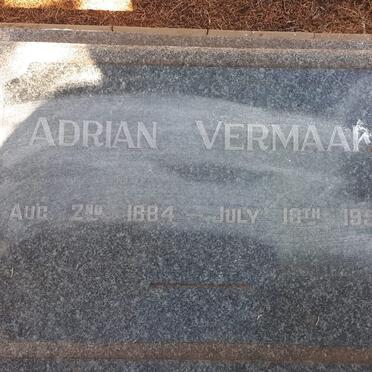 ADRIAN VERMAAK
AUG 2ND 1884 – JULY 18TH